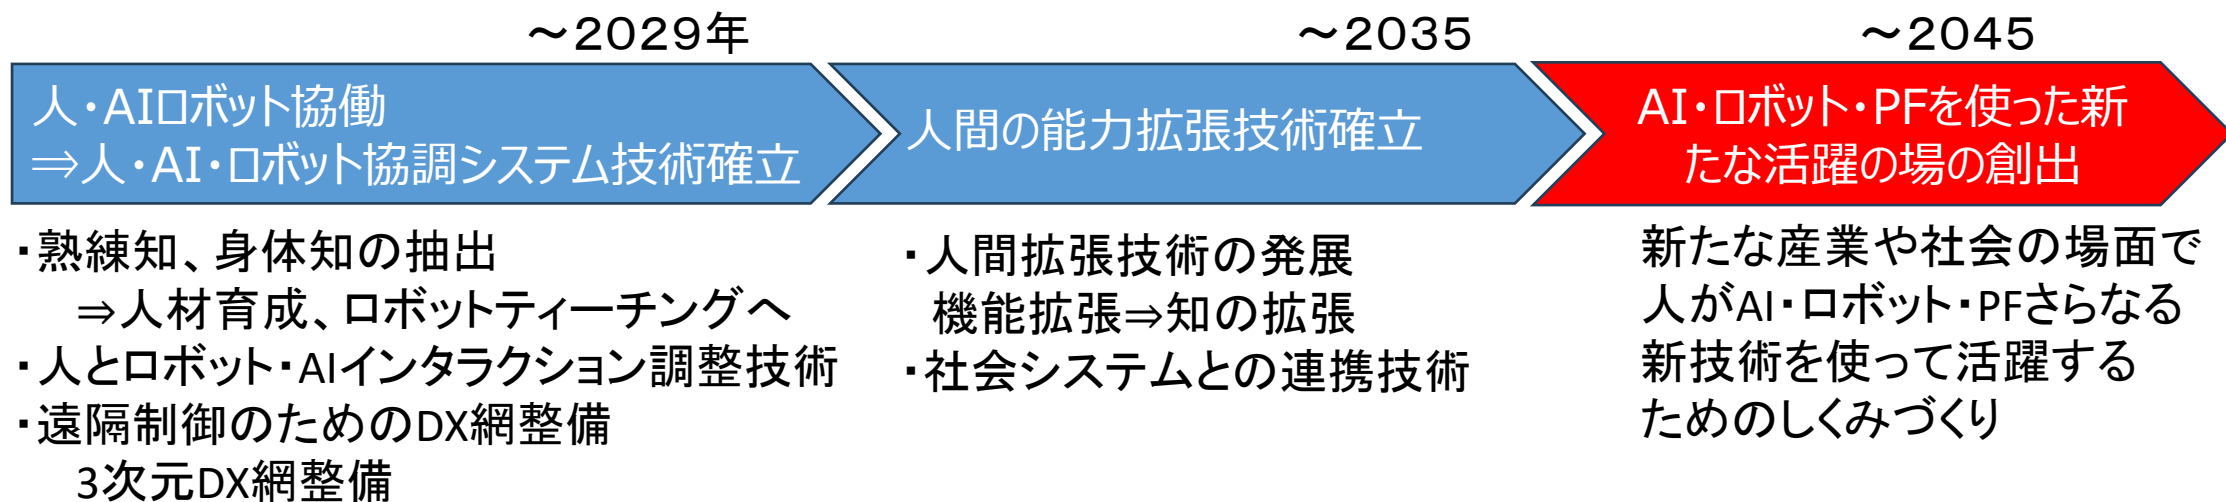 ～2029年
人・AIロボット協働
⇒人・AI・ロボット協調システム技術確立
・熟練知、身体知の抽出
⇒人材育成、ロボットティーチングへ
・人とロボット・AIインタラクション調整技術
・遠隔制御のためのDX網整備
3次元DX網整備
～2035
人間の能力拡張技術確立
・人間拡張技術の発展
機能拡張⇒知の拡張
・社会システムとの連携技術
～2045
AI・ロボット・PFを使った新
たな活躍の場の創出
新たな産業や社会の場面で
人がAI・ロボット・PFさらなる
新技術を使って活躍する
ためのしくみづくり